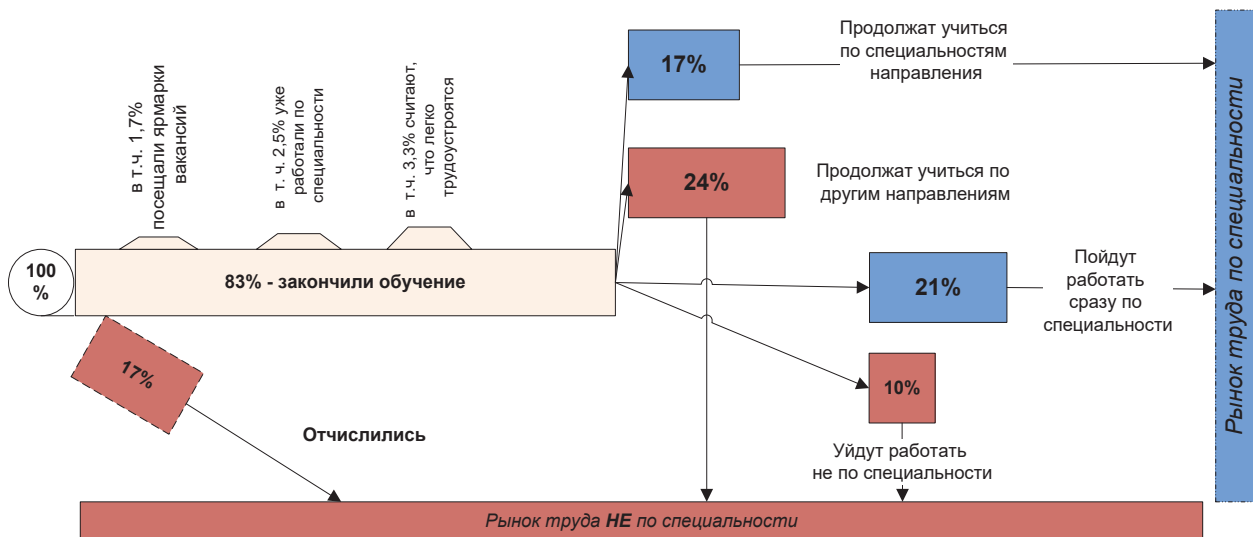 в т.ч. 1,7%
посещали ярмарки
вакансий
в т. ч. 2,5% уже
работали по
специальности
в т.ч. 3,3% считают,
что легко
трудоустроятся
100
%
83% - закончили обучение
17%
Отчислились
17%
Продолжат учиться
по специальностям
направления
24%
Продолжат учиться по
другим направлениям
21%
Пойдут
работать
сразу по
специальности
10%
Уйдут работать
не по специальности
Рынок труда по специальности
Рынок труда НЕ по специальности